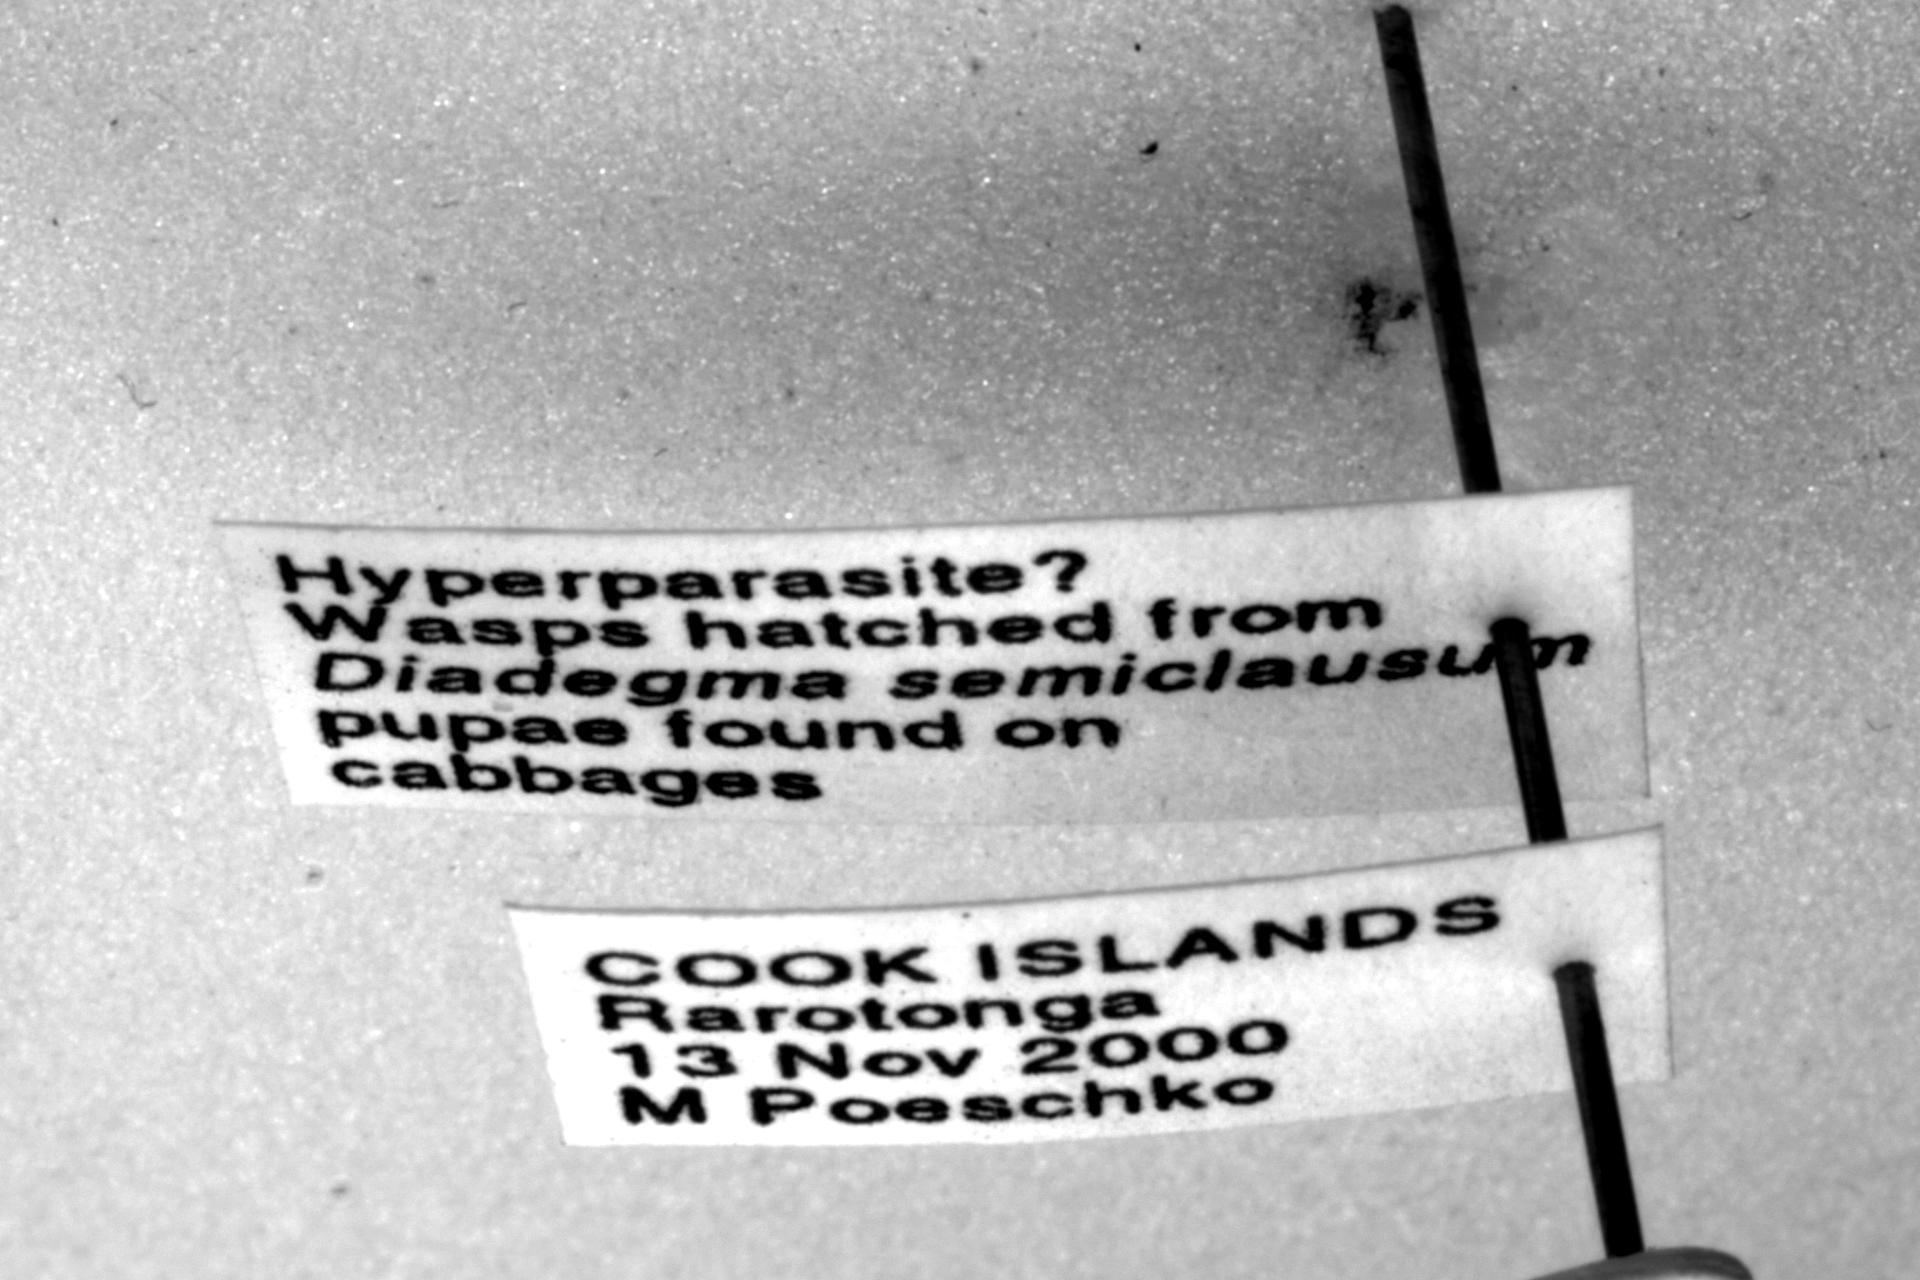 Hyperparasite?
Wasps hatched from
Diadegma semiclausum
pupae found on
cabbages
COOK ISLANDS
Rarotonga
13 Nov 2000
M Poeschko